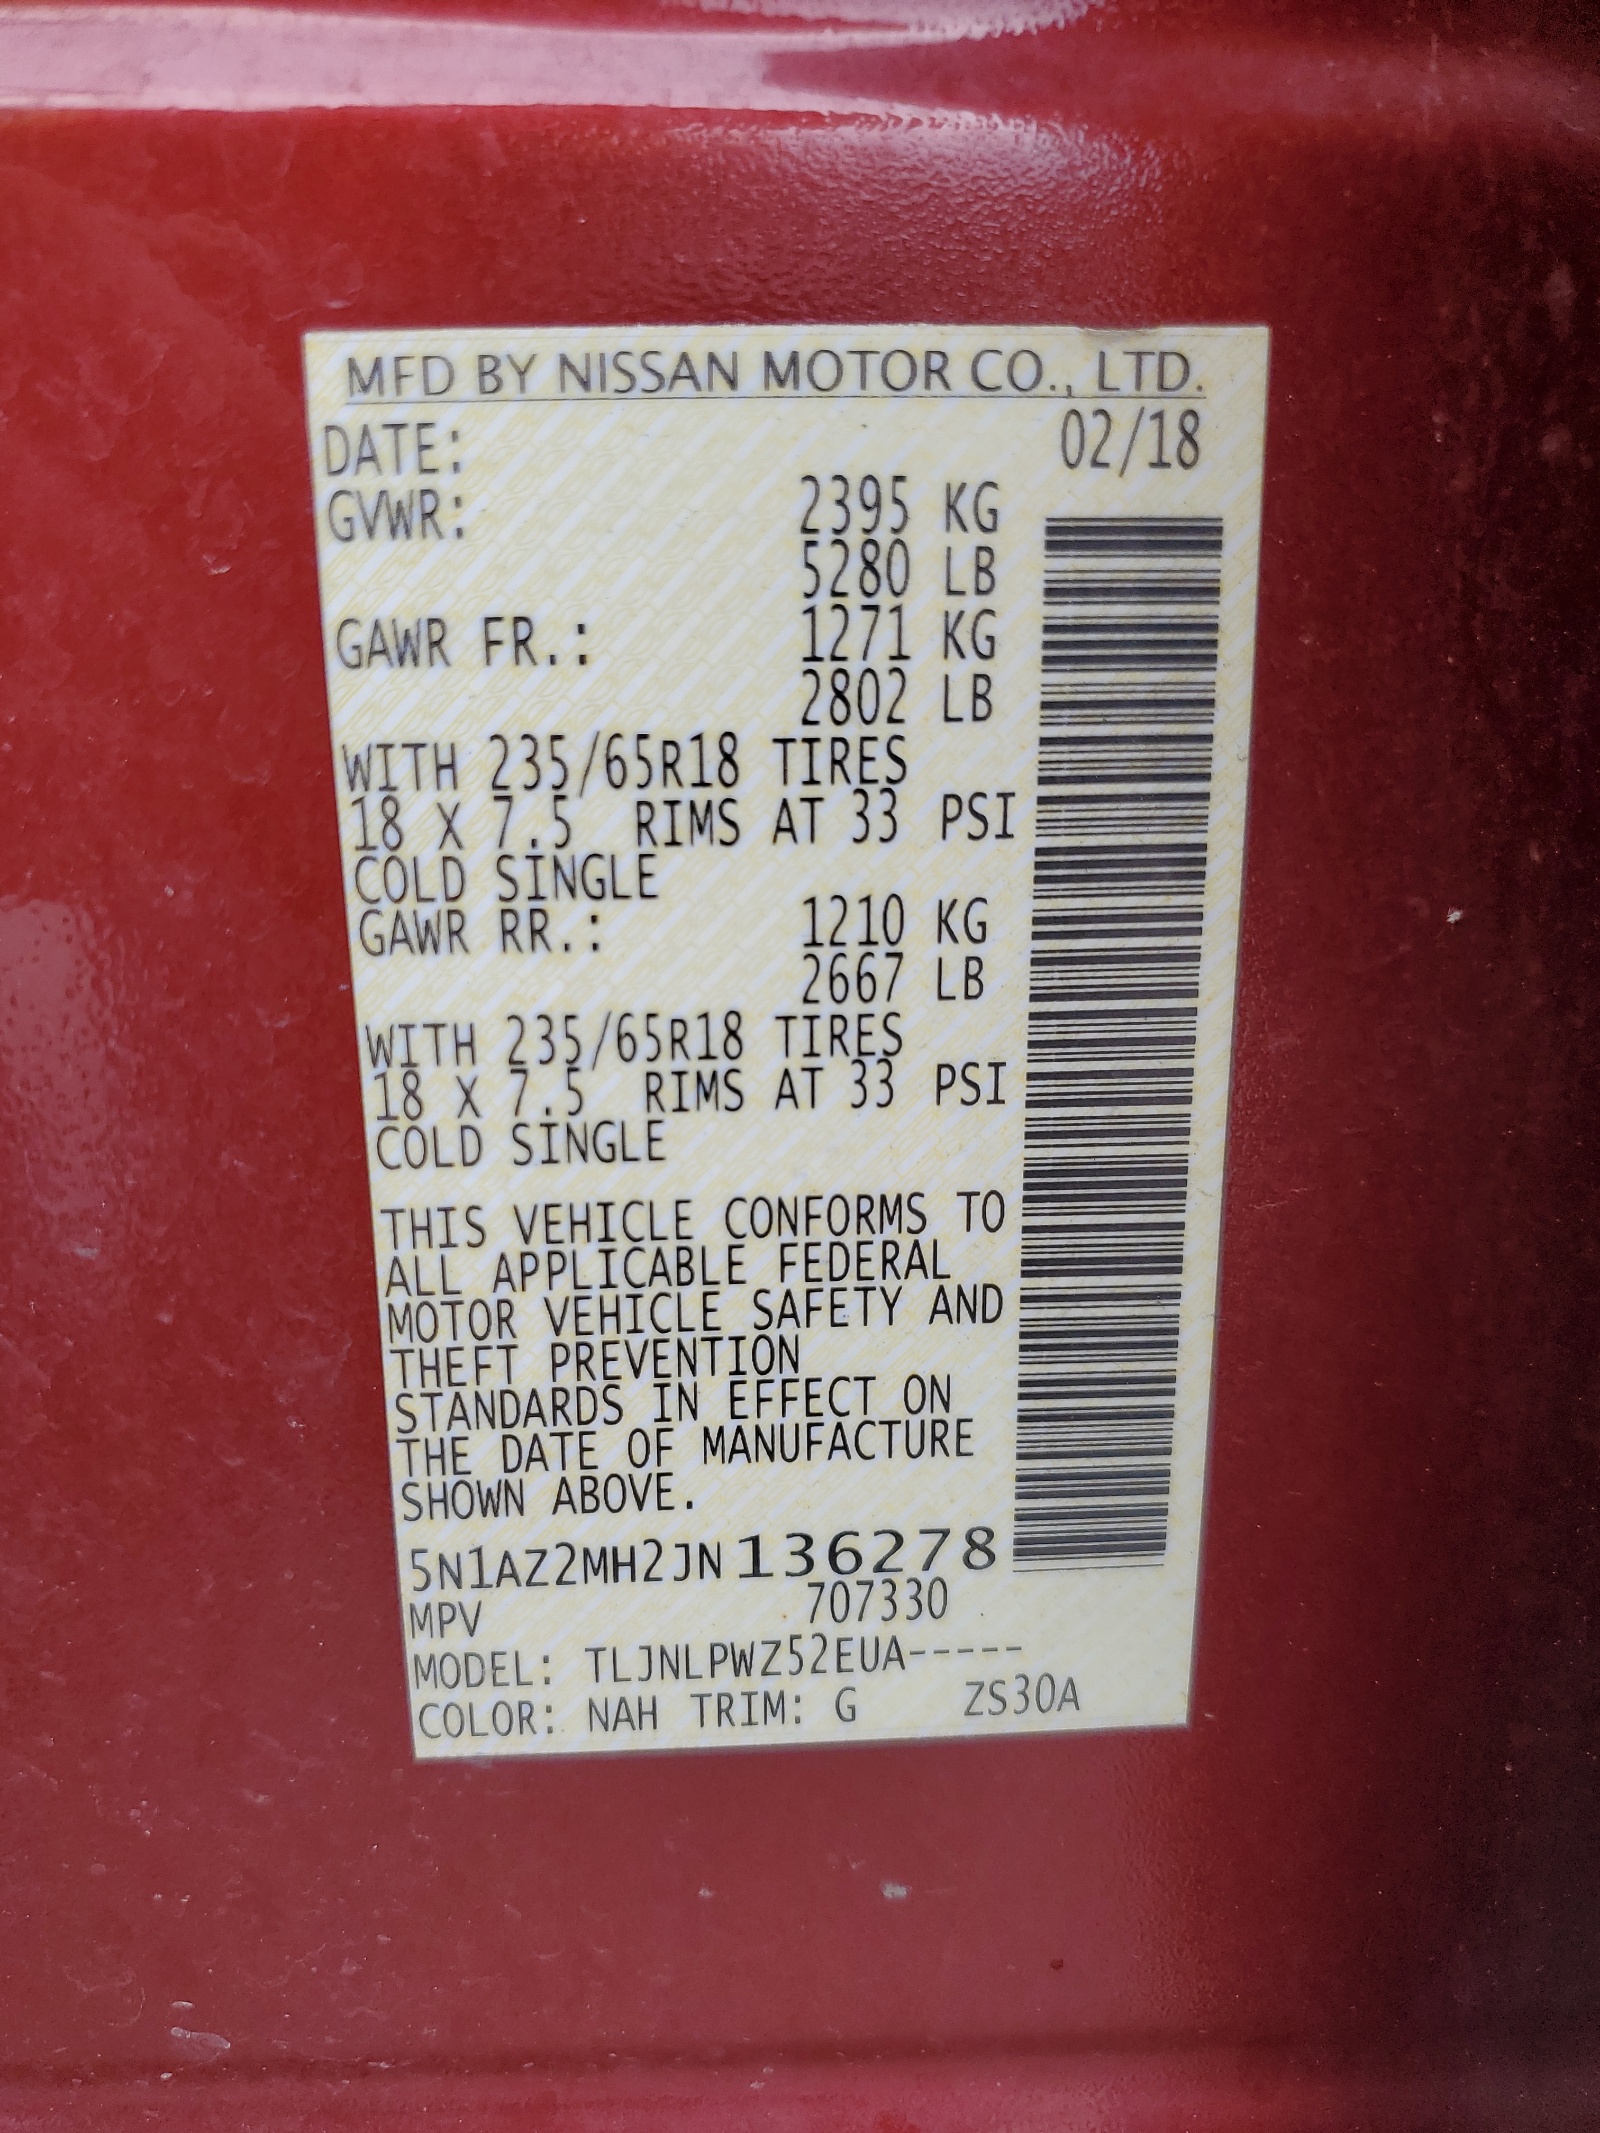 MFD BY NISSAN MOTOR CO., LTD.
DATE: 02/18
GVWR: 2395 KG
5280 LB
GAWR FR.: 1271 KG
2802 LB
WITH 235/65R18 TIRES
18 X 7.5 RIMS AT 33 PSI
COLD SINGLE
GAWR RR.: 1210 KG
2667 LB
WITH 235/65R18 TIRES
18 X 7.5 RIMS AT 33 PSI
COLD SINGLE
THIS VEHICLE CONFORMS TO
ALL APPLICABLE FEDERAL
MOTOR VEHICLE SAFETY AND
THEFT PREVENTION
STANDARDS IN EFFECT ON
THE DATE OF MANUFACTURE
SHOWN ABOVE.
5N1AZ2MH2JN136278
MPV 707330
MODEL: TLJNLPWZ52EUA-----
COLOR: NAH TRIM: G ZS30A